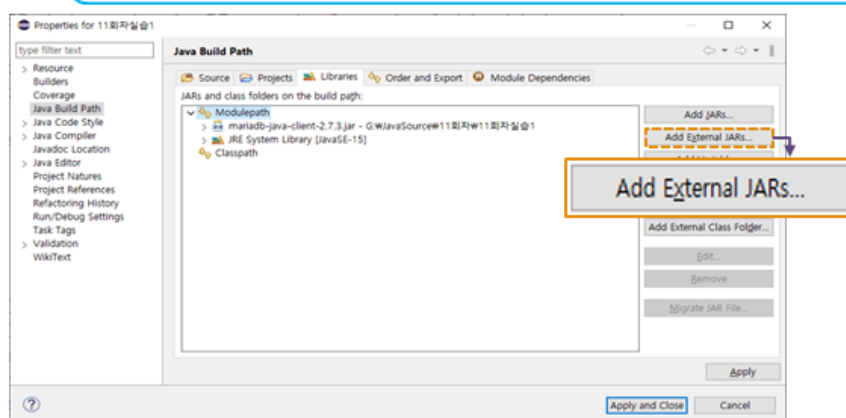 Properties for 11회차실습1
type filter text
Resource
Builders
Coverage
Java Build Path
Java Code Style
Java Compiler
Javadoc Location
Java Editor
Project Natures
Project References
Refactoring History
Run/Debug Settings
Task Tags
Validation
WikiText
Java Build Path
Source Projects Libraries Order and Export Module Dependencies
JARs and class folders on the build path:
Modulepath
mariadb-java-client-2.7.3.jar - G:₩JavaSource₩11회차₩11회차실습1
JRE System Library [JavaSE-15]
Classpath
Add JARs...
Add External JARs...
Add External JARs...
Add External Class Folder...
Edit...
Remove
Migrate JAR File...
Apply
Apply and Close
Cancel